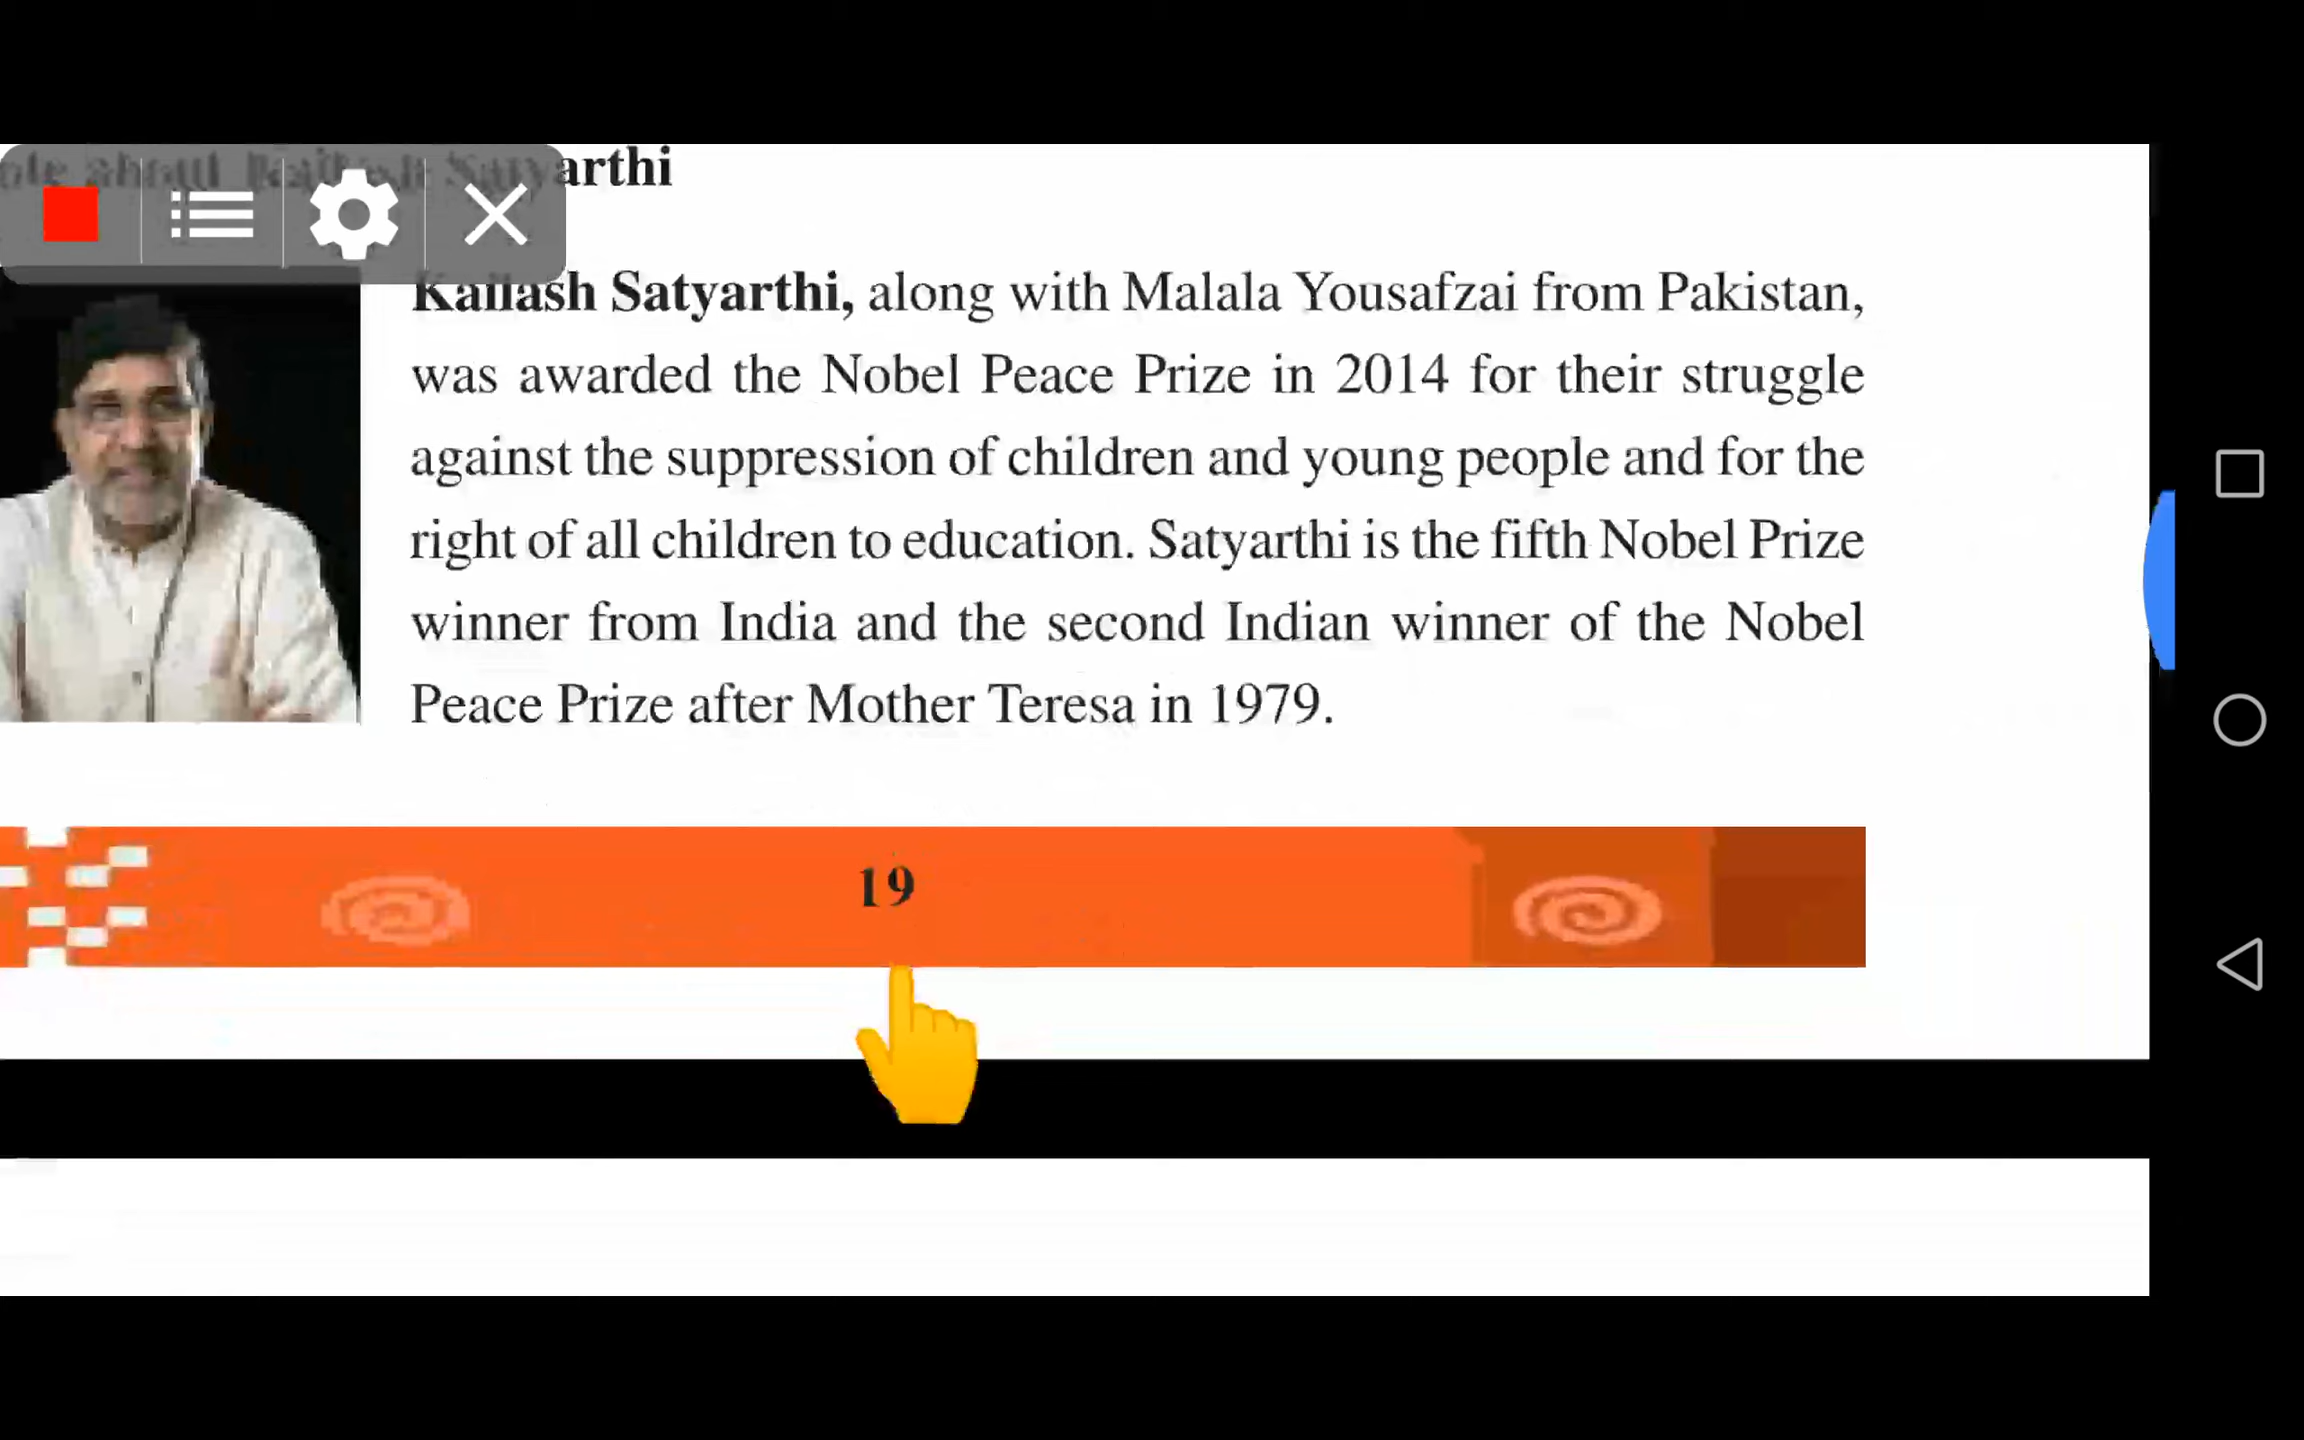 about Kailash Satyarthi
Kailash Satyarthi, along with Malala Yousafzai from Pakistan,
was awarded the Nobel Peace Prize in 2014 for their struggle
against the suppression of children and young people and for the
right of all children to education. Satyarthi is the fifth Nobel Prize
winner from India and the second Indian winner of the Nobel
Peace Prize after Mother Teresa in 1979.
19